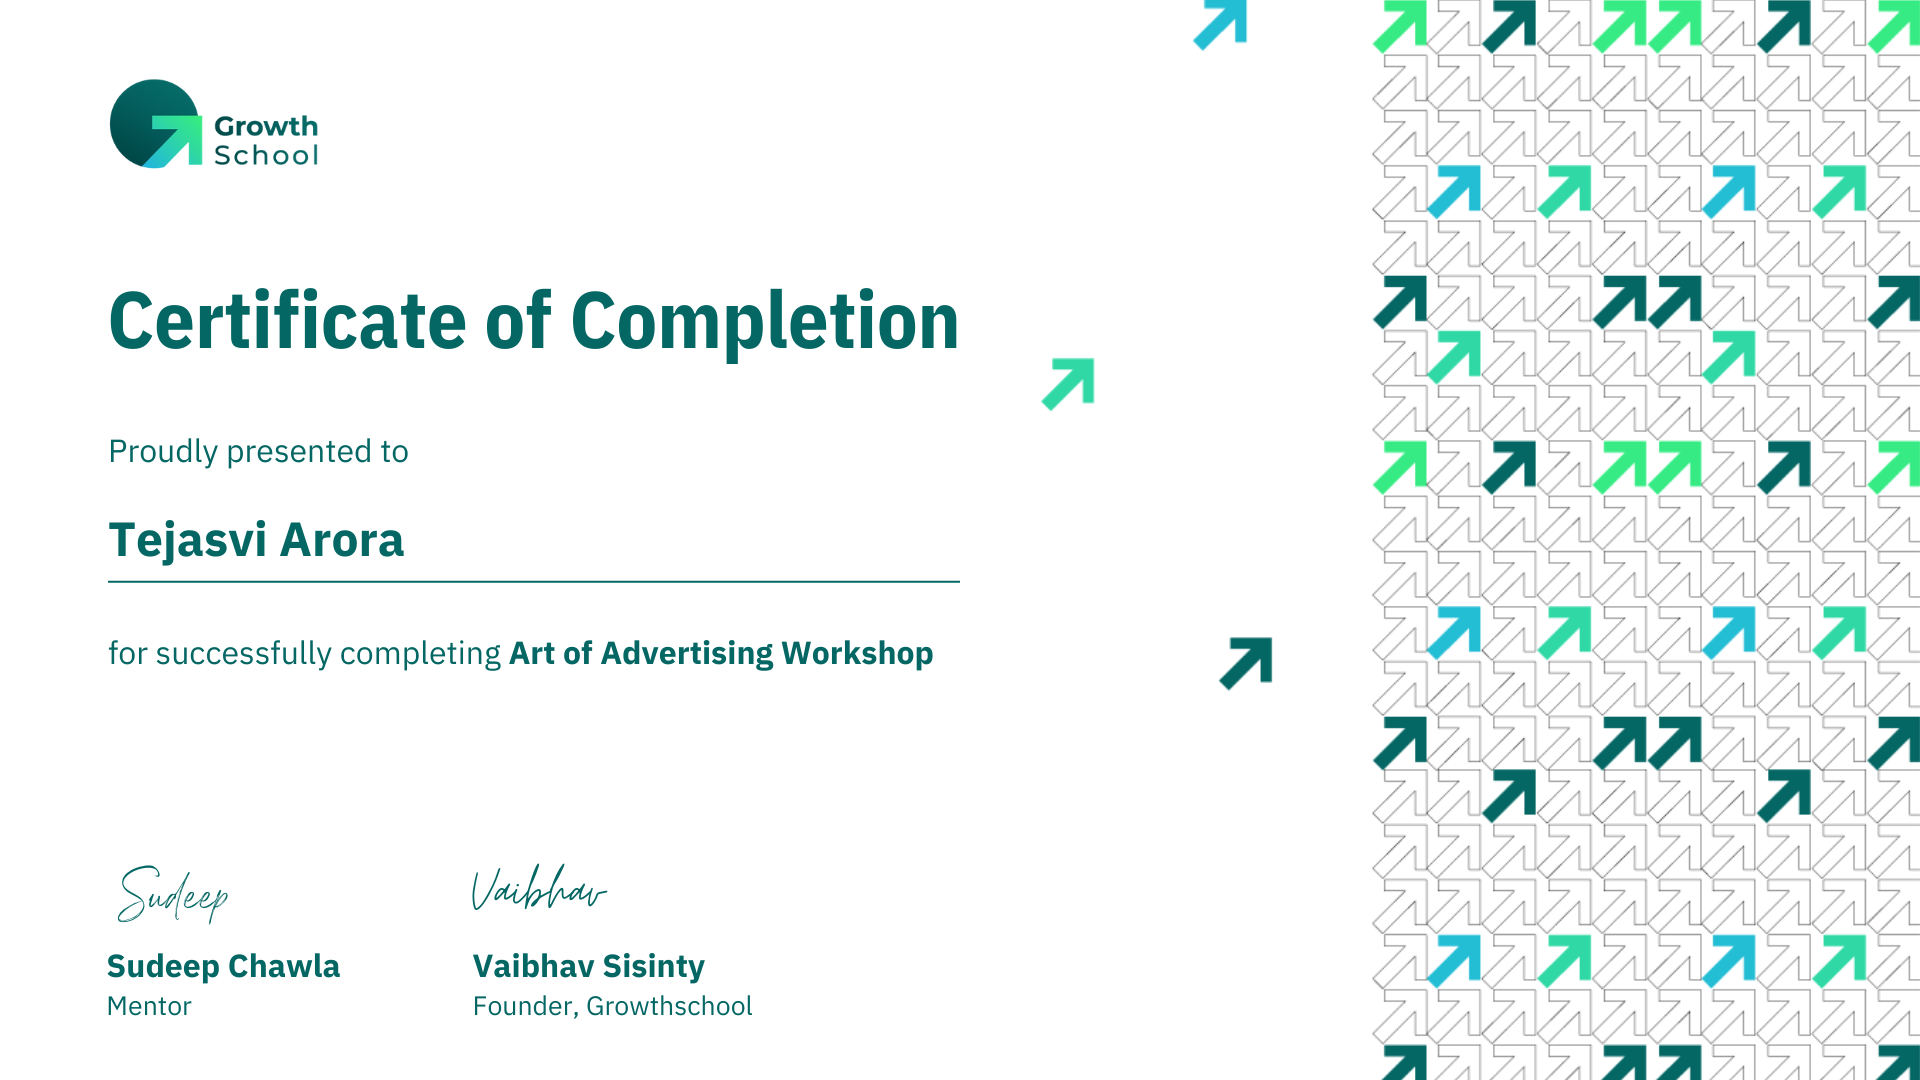 Growth
School
Certificate of Completion
Proudly presented to
Tejasvi Arora
for successfully completing Art of Advertising Workshop
Sudeep
Vaibhav
Sudeep Chawla
Mentor
Vaibhav Sisinty
Founder, Growthschool